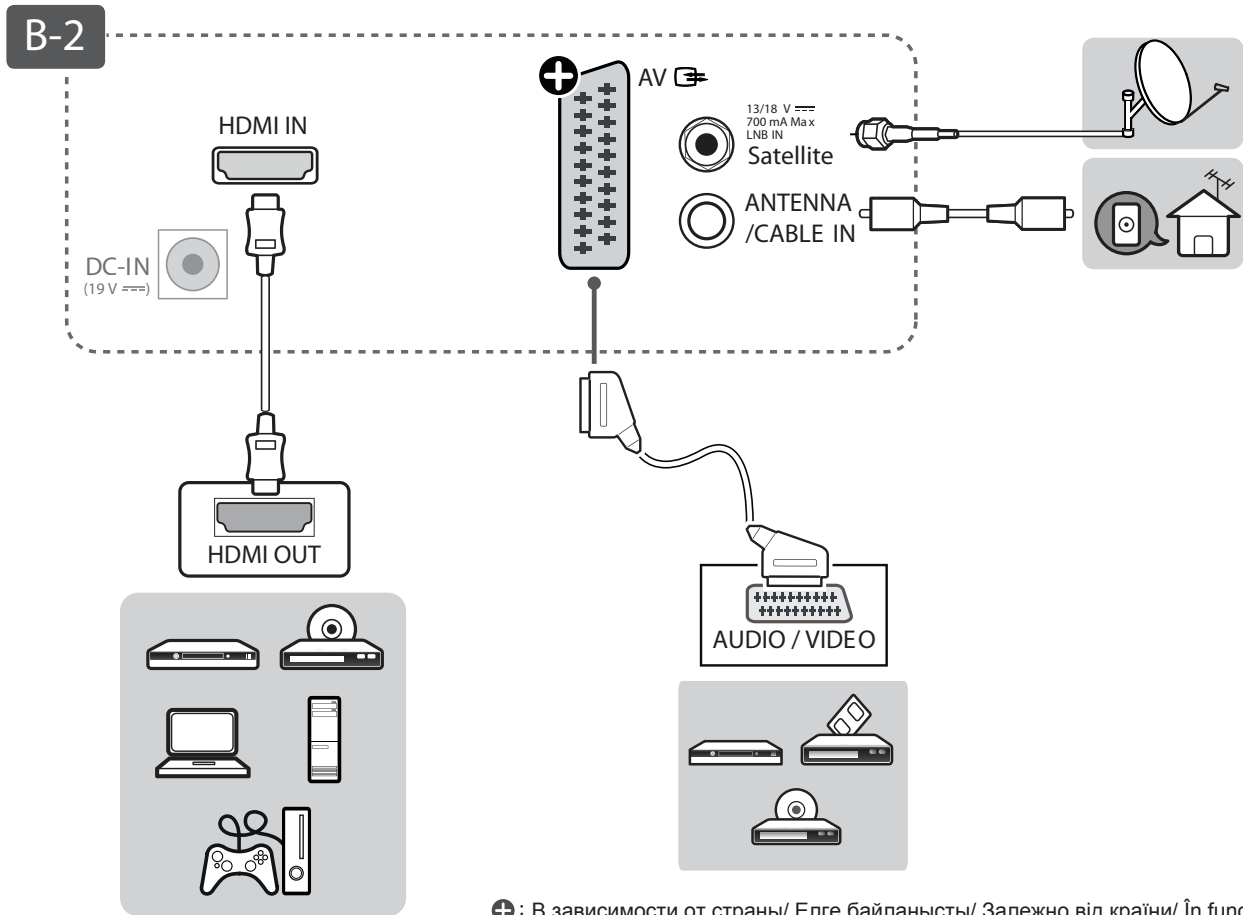 B-2
HDMI IN
AV
13/18 V
700 mA Max
LNB IN
Satellite
ANTENNA
/CABLE IN
DC-IN
(19 V )
HDMI OUT
AUDIO / VIDEO
: В зависимости от страны/ Елге байланысты/ Залежно від країни/ În func